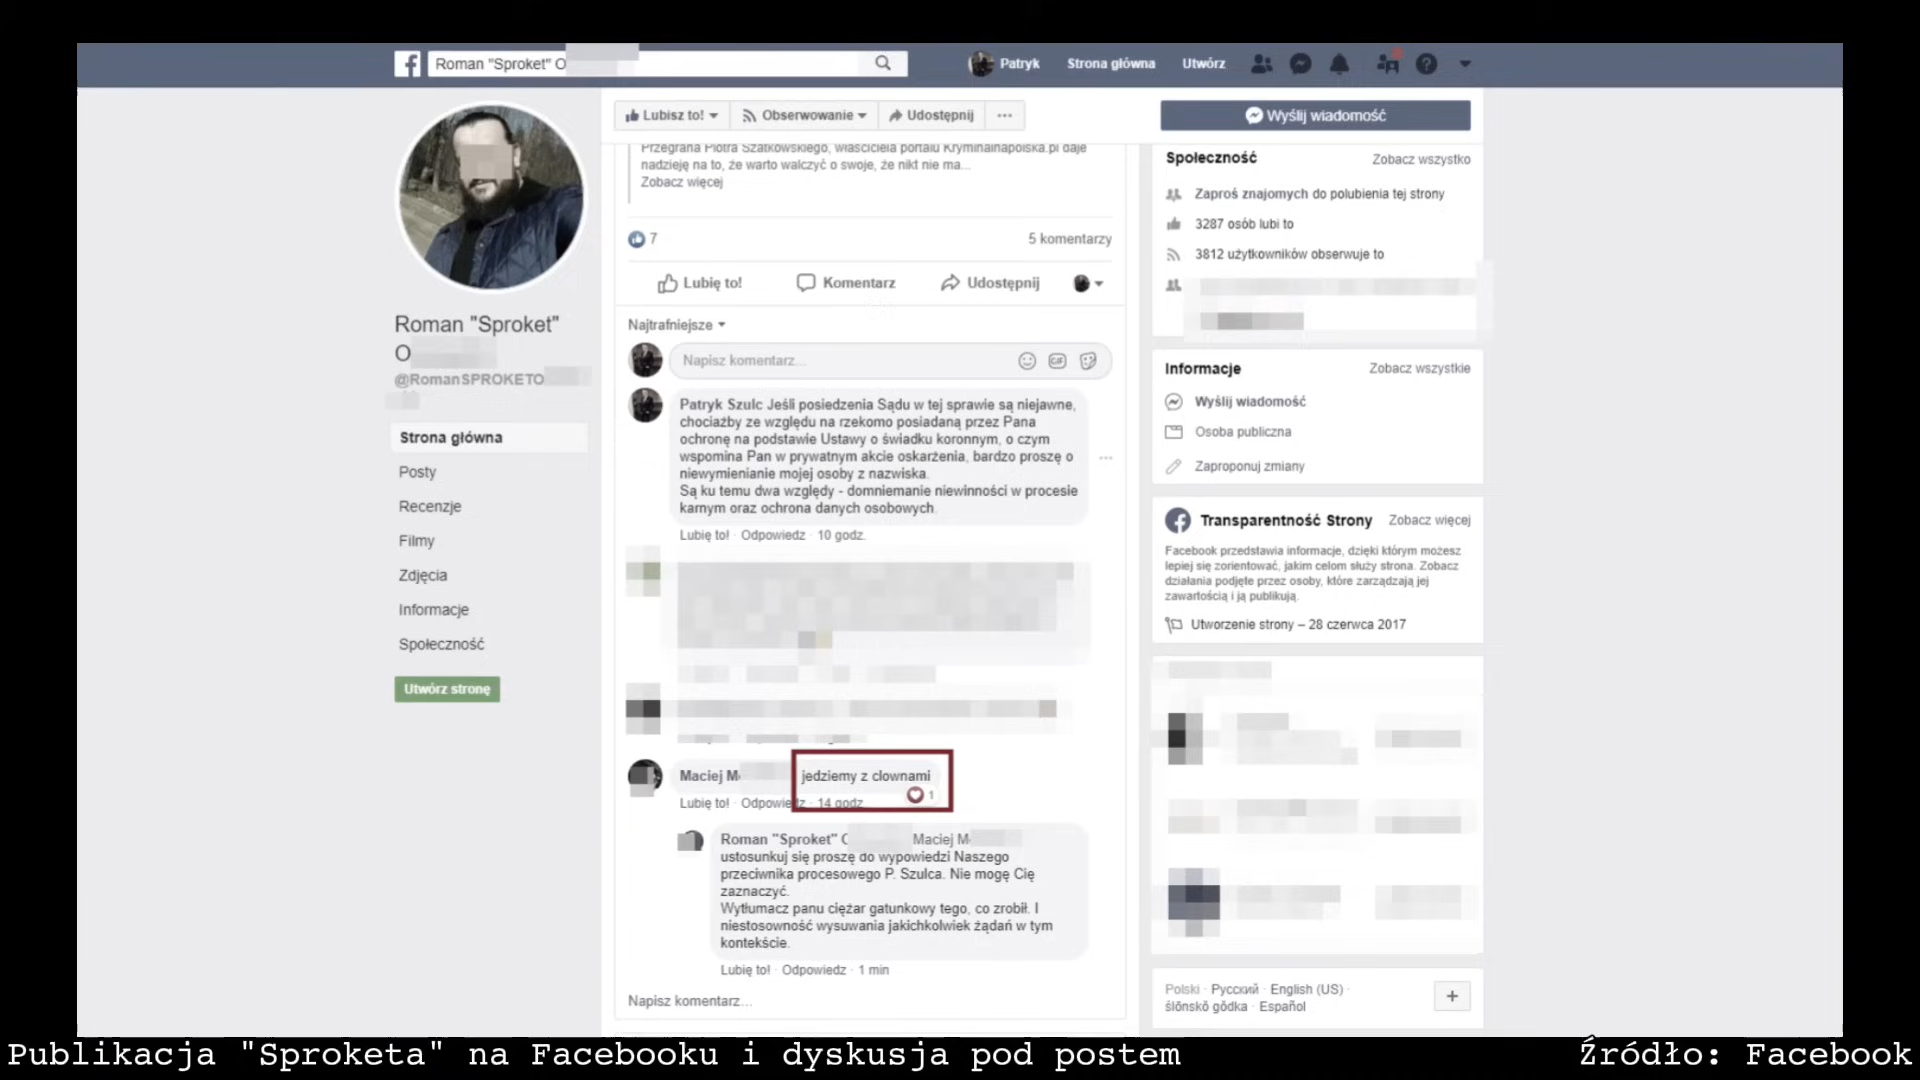 Roman "Sproket" O
Patryk
Strona główna
Utwórz
Lubisz to!
Obserwowanie
Udostępnij
Wyślij wiadomość
Przegrana Piotra Szatkowskiego, właściciela portalu Kryminalnapolska.pl daje
nadzieję na to, że warto walczyć o swoje, że nikt nie ma...
Zobacz więcej
7
5 komentarzy
Lubię to!
Komentarz
Udostępnij
Najtrafniejsze
Napisz komentarz...
GIF
Patryk Szulc Jeśli posiedzenia Sądu w tej sprawie są niejawne,
chociażby ze względu na rzekomo posiadaną przez Pana
ochronę na podstawie Ustawy o świadku koronnym, o czym
wspomina Pan w prywatnym akcie oskarżenia, bardzo proszę o
niewymienianie mojej osoby z nazwiska.
Są ku temu dwa względy - domniemanie niewinności w procesie
karnym oraz ochrona danych osobowych
Lubię to! · Odpowiedz · 10 godz.
Maciej M
jedziemy z clownami
Lubię to! · Odpowiedz · 14 godz
1
Roman "Sproket" Maciej M
ustosunkuj się proszę do wypowiedzi Naszego
przeciwnika procesowego P. Szulca. Nie mogę Cię
zaznaczyć.
Wytłumacz panu ciężar gatunkowy tego, co zrobił. I
niestosowność wysuwania jakichkolwiek żądań w tym
kontekście.
Lubię to! · Odpowiedz · 1 min
Napisz komentarz...
Roman "Sproket"
O
@RomanSPROKETO
Strona główna
Posty
Recenzje
Filmy
Zdjęcia
Informacje
Społeczność
Utwórz stronę
Społeczność
Zobacz wszystko
Zaproś znajomych do polubienia tej strony
3287 osób lubi to
3812 użytkowników obserwuje to
Informacje
Zobacz wszystkie
Wyślij wiadomość
Osoba publiczna
Zaproponuj zmiany
Transparentność Strony
Zobacz więcej
Facebook przedstawia informacje, dzięki którym możesz
lepiej się zorientować, jakim celom służy strona. Zobacz
działania podjęte przez osoby, które zarządzają jej
zawartością i ją publikują.
Utworzenie strony – 28 czerwca 2017
Polski · Русский · English (US) ·
ślōnskŏ gŏdka · Español
Publikacja "Sproketa" na Facebooku i dyskusja pod postem
Źródło: Facebook